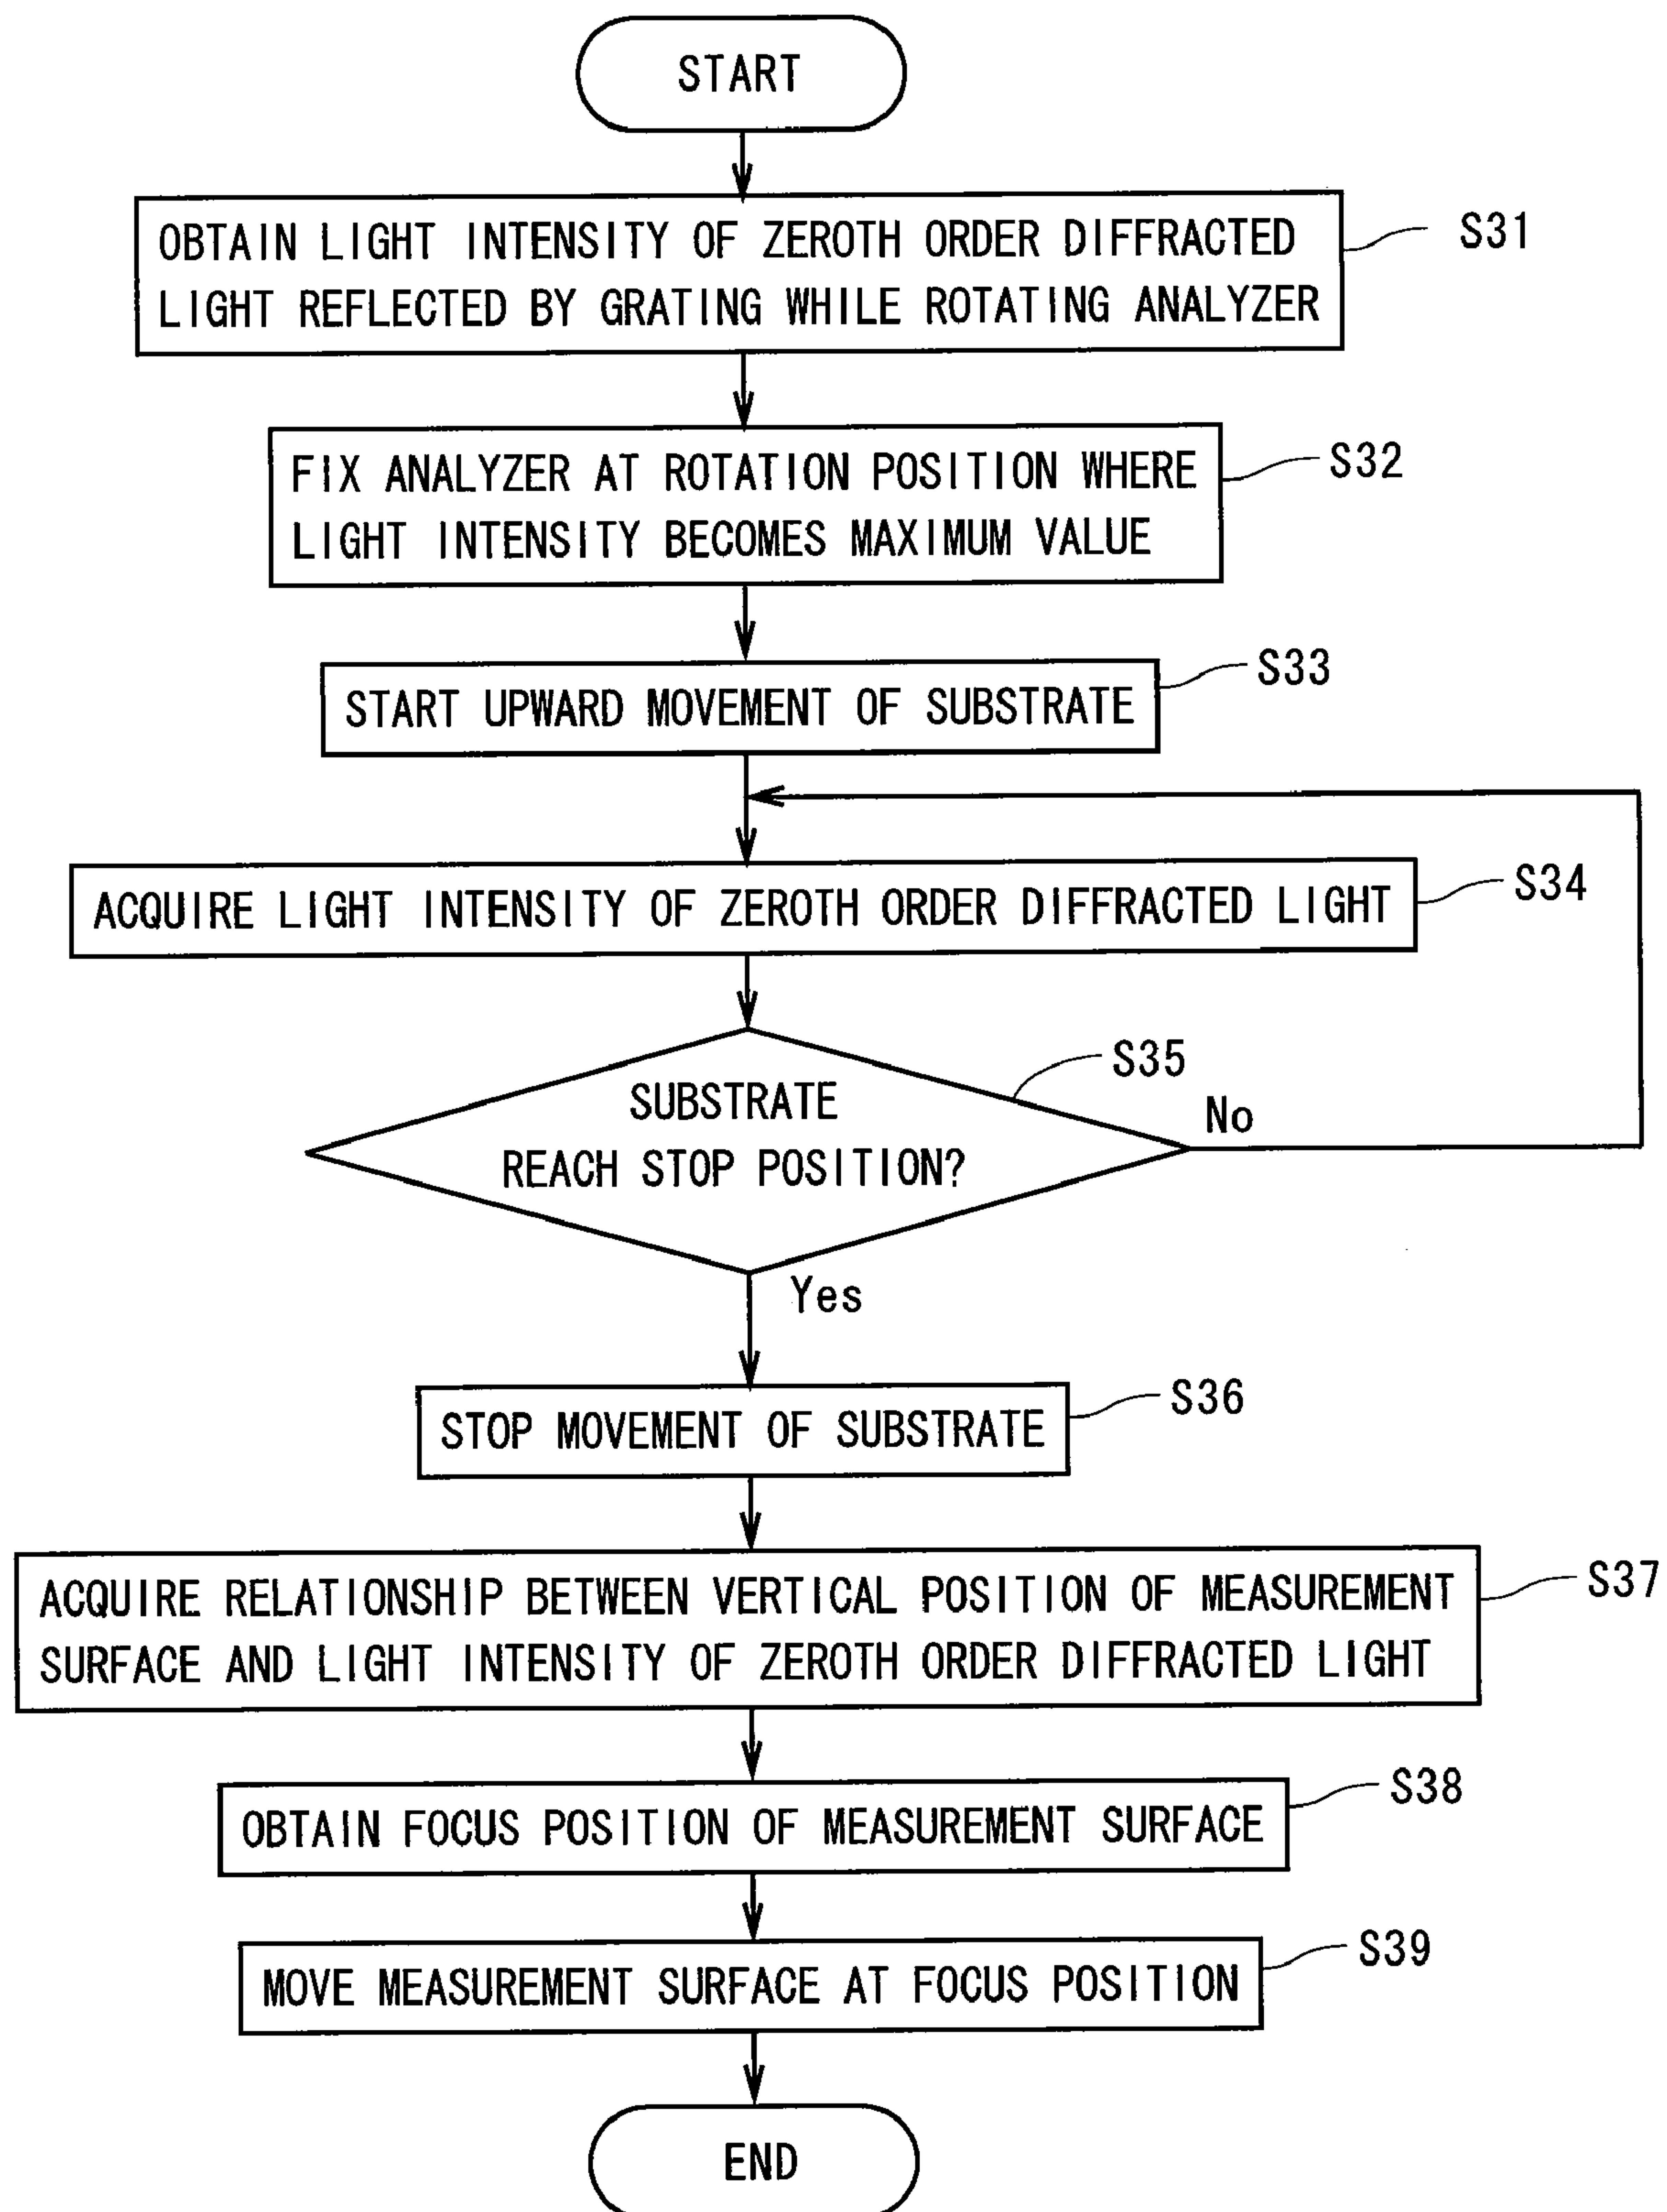 START
OBTAIN LIGHT INTENSITY OF ZEROTH ORDER DIFFRACTED
LIGHT REFLECTED BY GRATING WHILE ROTATING ANALYZER
S31
FIX ANALYZER AT ROTATION POSITION WHERE
LIGHT INTENSITY BECOMES MAXIMUM VALUE
S32
START UPWARD MOVEMENT OF SUBSTRATE
S33
ACQUIRE LIGHT INTENSITY OF ZEROTH ORDER DIFFRACTED LIGHT
S34
SUBSTRATE
REACH STOP POSITION?
S35
No
Yes
STOP MOVEMENT OF SUBSTRATE
S36
ACQUIRE RELATIONSHIP BETWEEN VERTICAL POSITION OF MEASUREMENT
SURFACE AND LIGHT INTENSITY OF ZEROTH ORDER DIFFRACTED LIGHT
S37
OBTAIN FOCUS POSITION OF MEASUREMENT SURFACE
S38
MOVE MEASUREMENT SURFACE AT FOCUS POSITION
S39
END